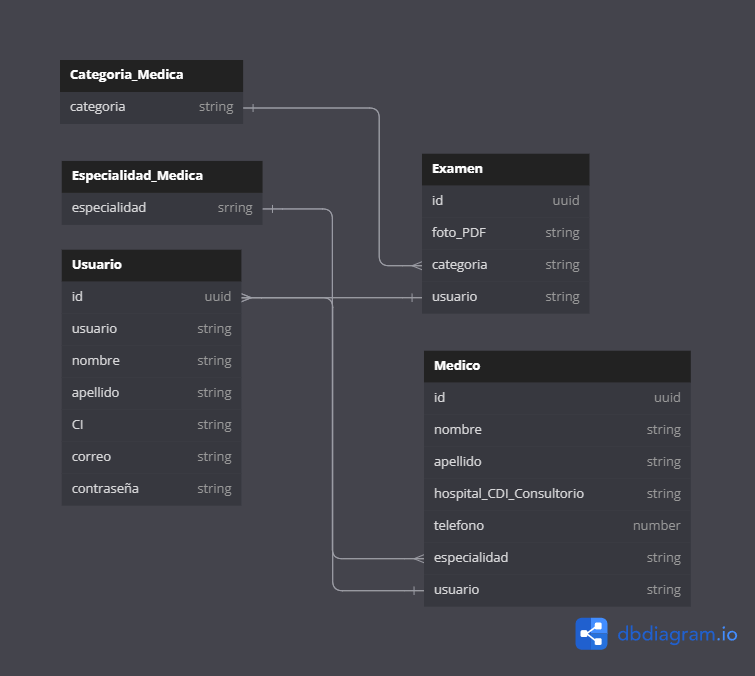 Categoria_Medica
categoria string
Especialidad_Medica
especialidad srring
Usuario
id uuid
usuario string
nombre string
apellido string
CI string
correo string
contraseña string
Examen
id uuid
foto_PDF string
categoria string
usuario string
Medico
id uuid
nombre string
apellido string
hospital_CDI_Consultorio string
telefono number
especialidad string
usuario string
dbdiagram.io